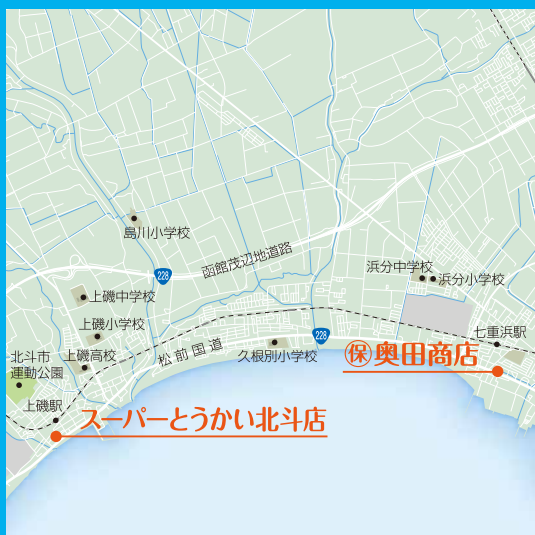 島川小学校
函館茂辺地道路
228
浜分中学校
浜分小学校
上磯中学校
上磯小学校
松前国道
228
七重浜駅
北斗市
運動公園
上磯高校
久根別小学校
㋭奥田商店
上磯駅
スーパーとうかい北斗店